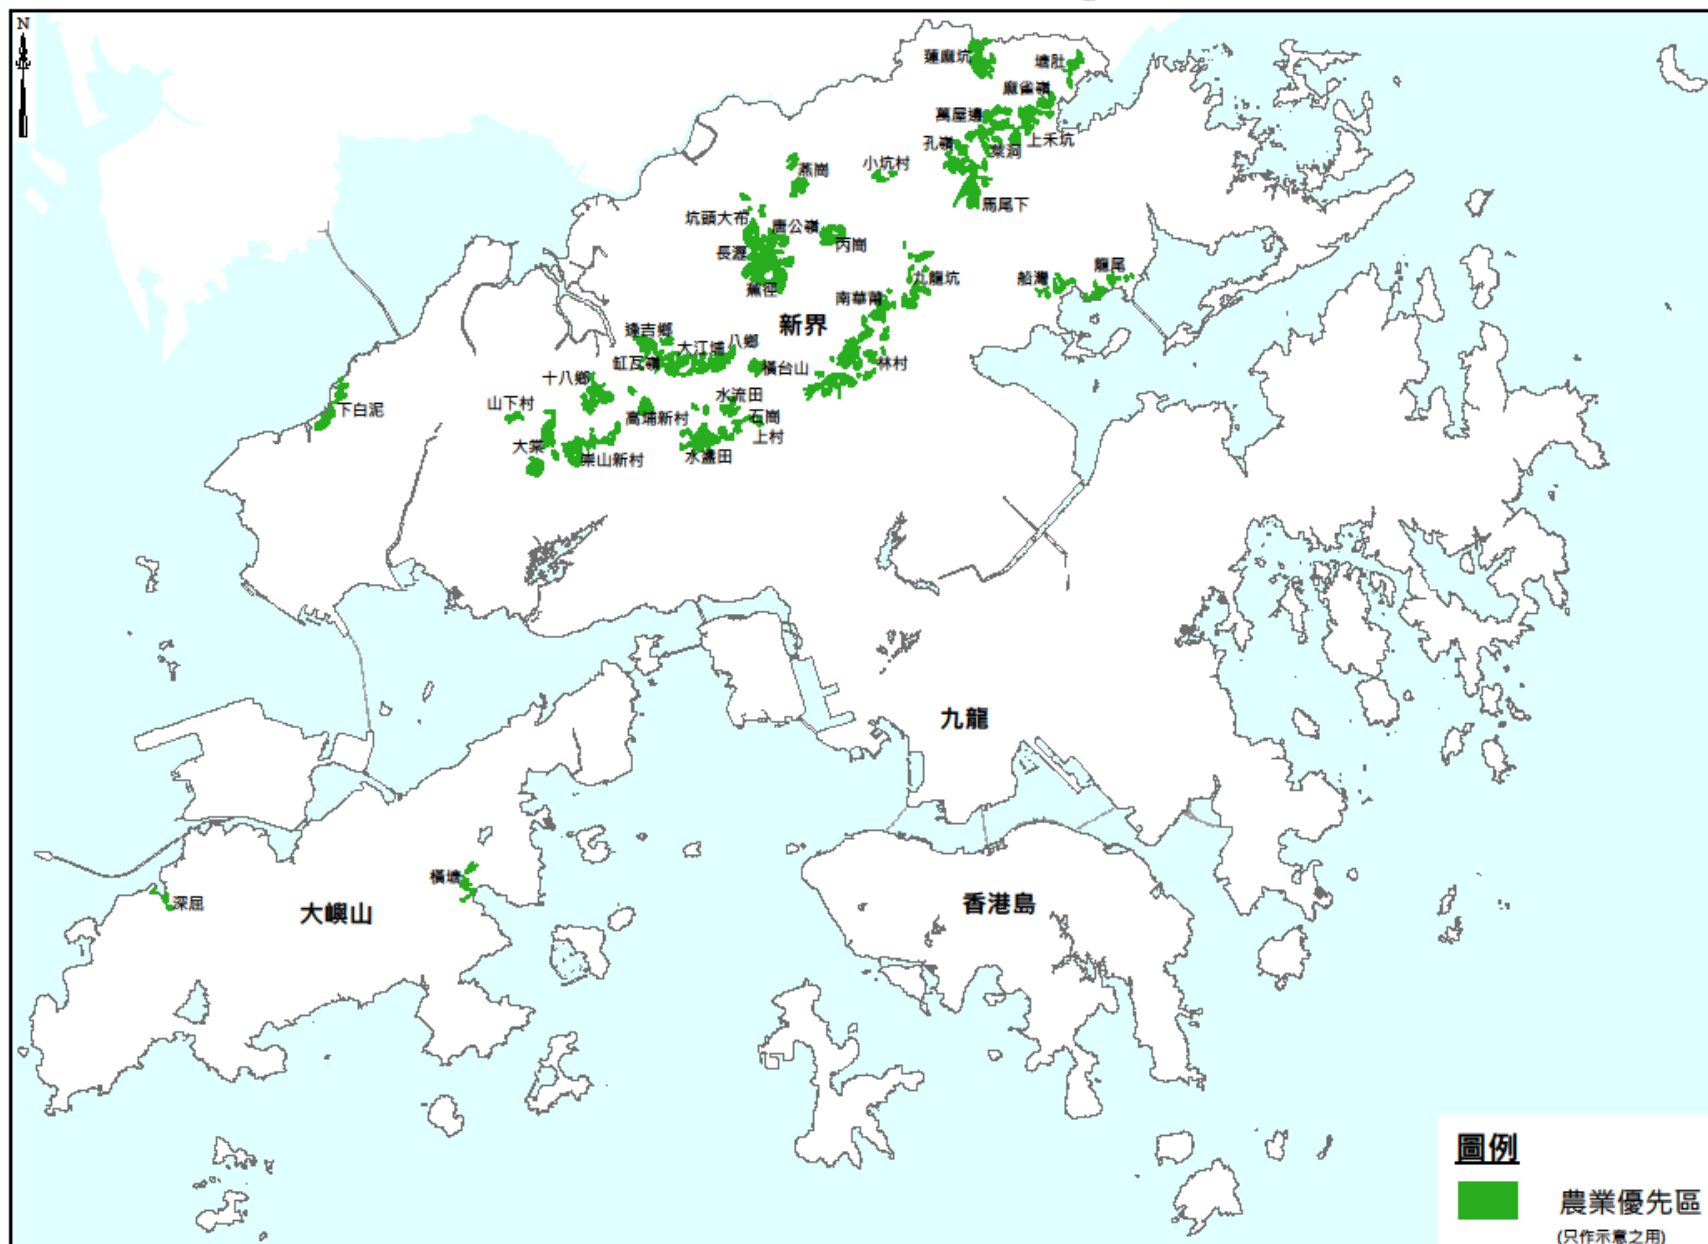 N
蓮麻坑
塘肚
麻雀嶺
萬屋邊
上禾坑
孔嶺
萊洞
小坑村
燕崗
馬尾下
坑頭大布
唐公嶺
丙崗
長瀝
蕉徑
九龍坑
船灣
龍尾
南華莆
新界
逢吉鄉
大江埔
八鄉
缸瓦嶺
橫台山
林村
十八鄉
水流田
山下村
高埔新村
石崗
下白泥
上村
大棠
崇山新村
水盞田
九龍
橫塘
深屈
大嶼山
香港島
圖例
農業優先區
(只作示意之用)